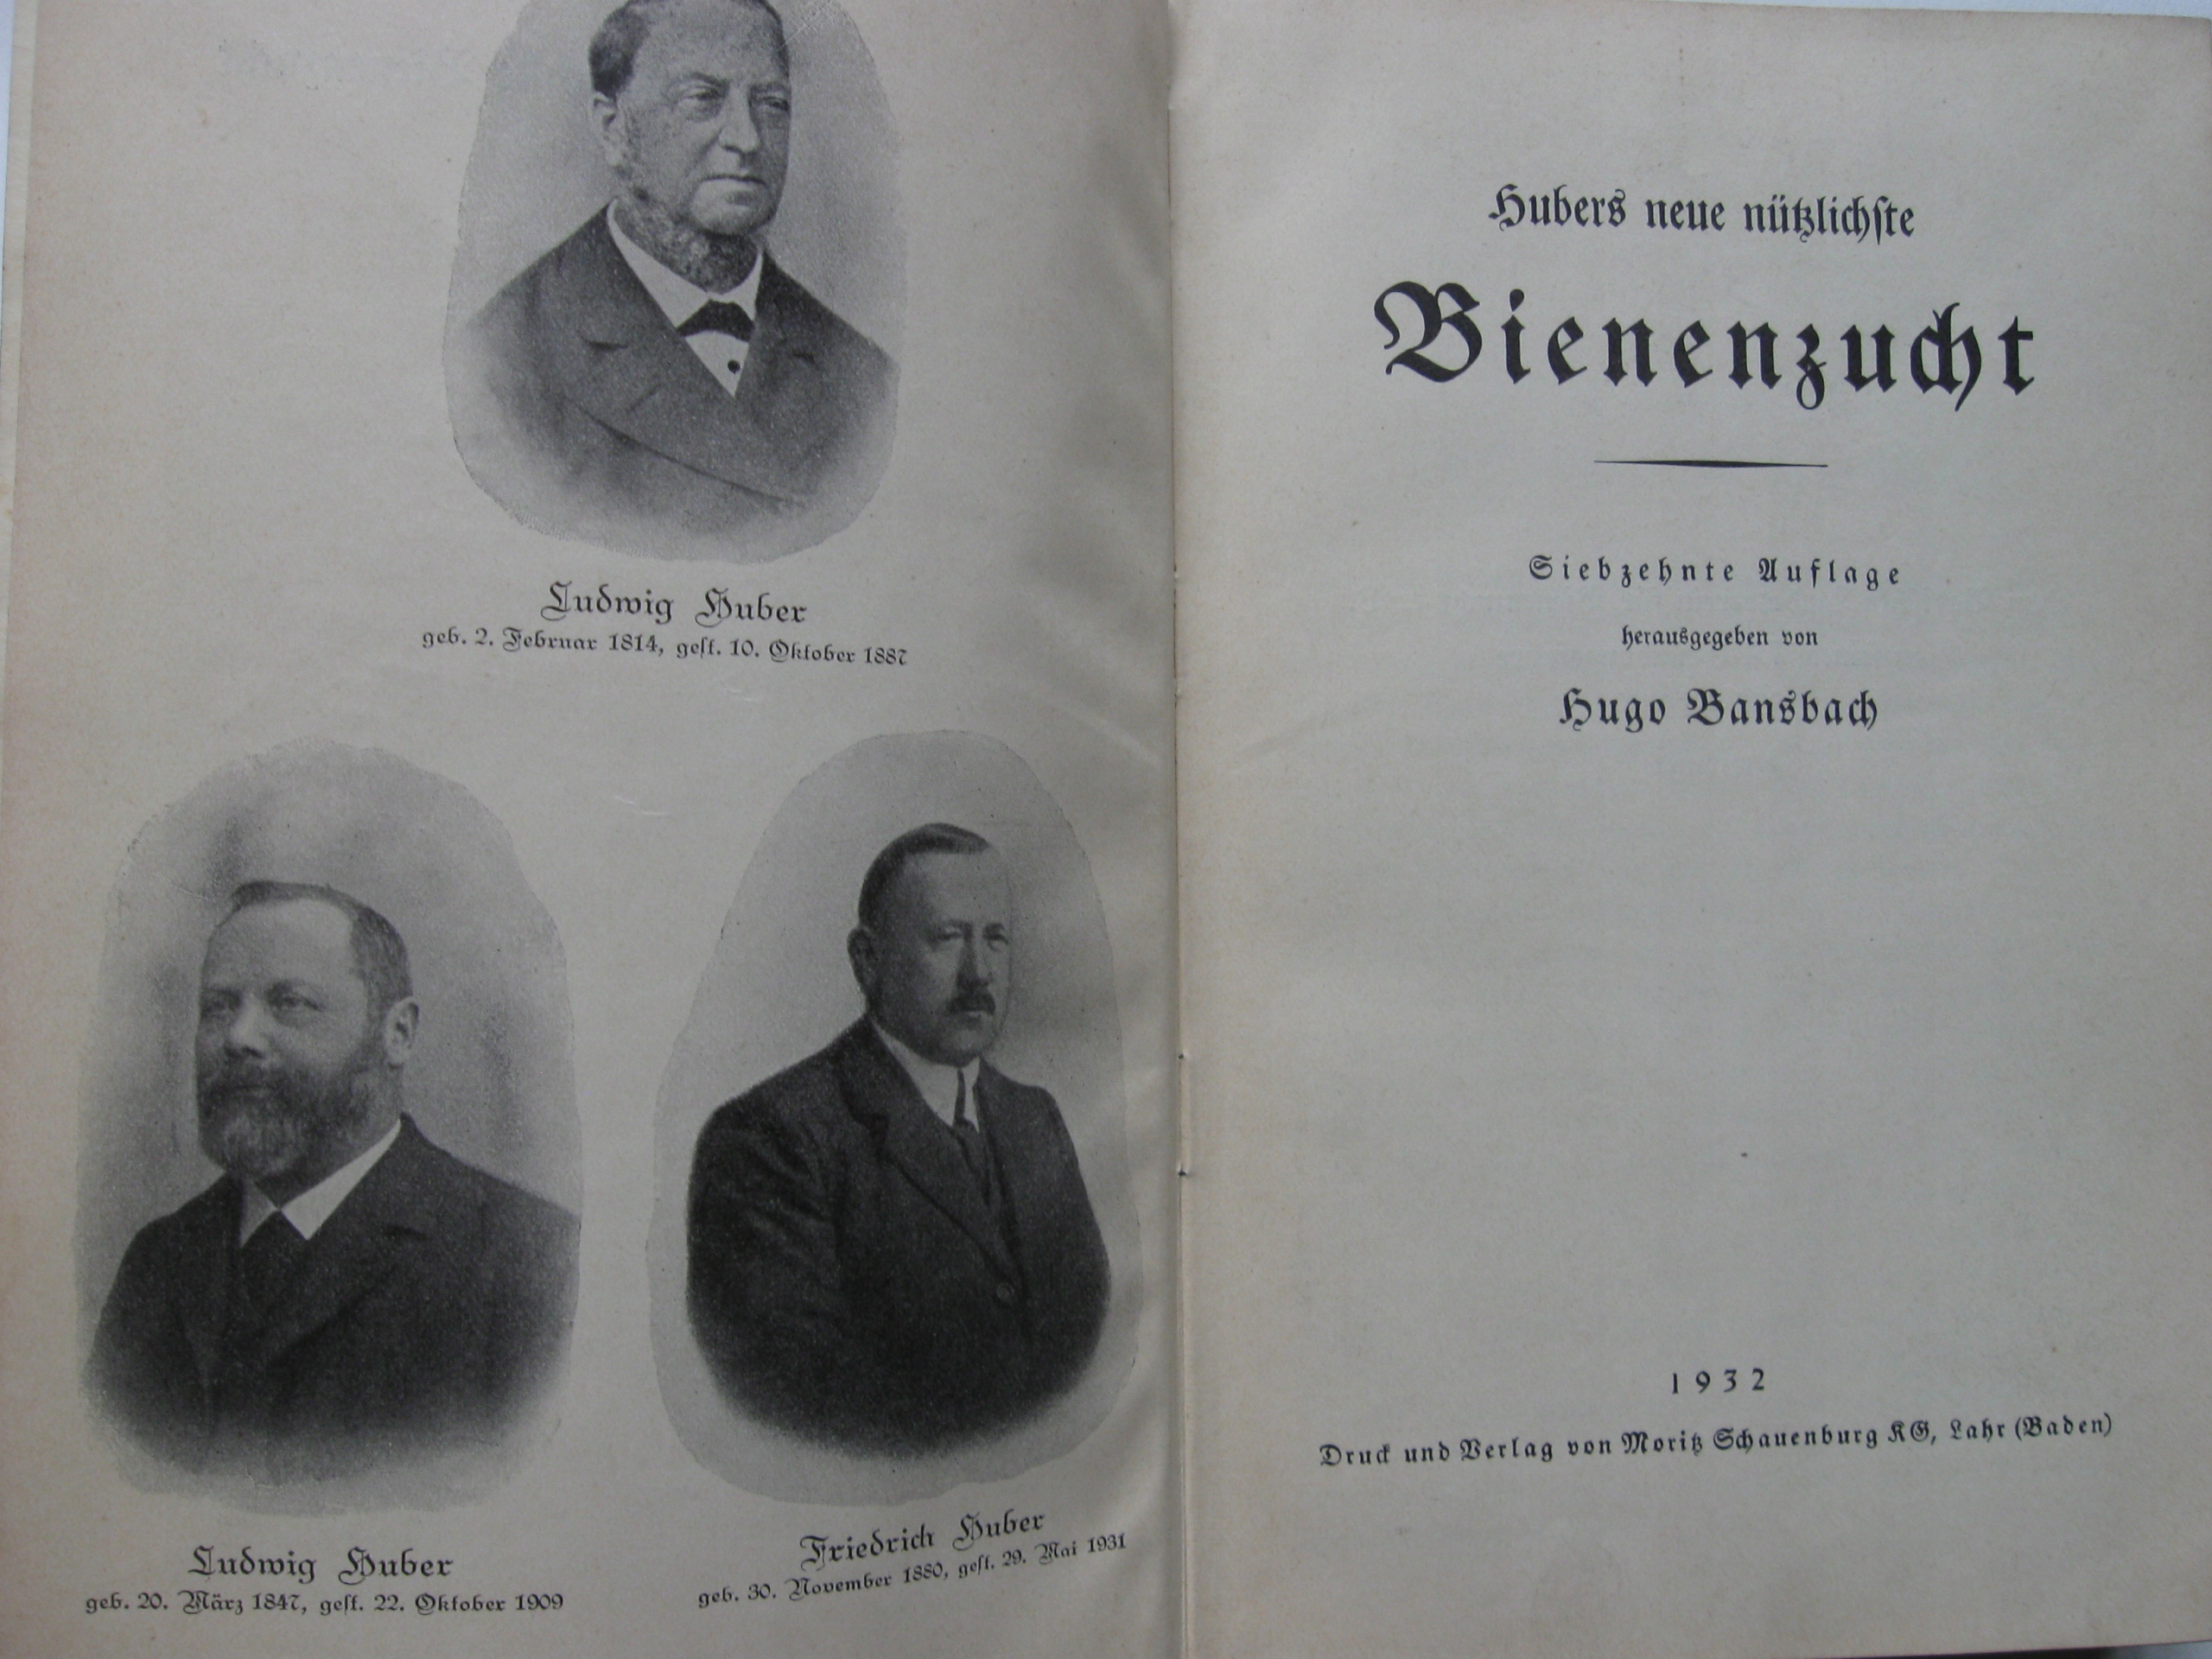 Ludwig Huber
geb. 2. Februar 1814, gest. 10. Oktober 1887
Ludwig Huber
geb. 20. März 1847, gest. 22. Oktober 1909
Friedrich Huber
geb. 30. November 1880, gest. 29. Mai 1931
Hubers neue nützlichste
Bienenzucht
Siebzehnte Auflage
herausgegeben von
Hugo Bansbach
1932
Druck und Verlag von Moritz Schauenburg KG, Lahr (Baden)